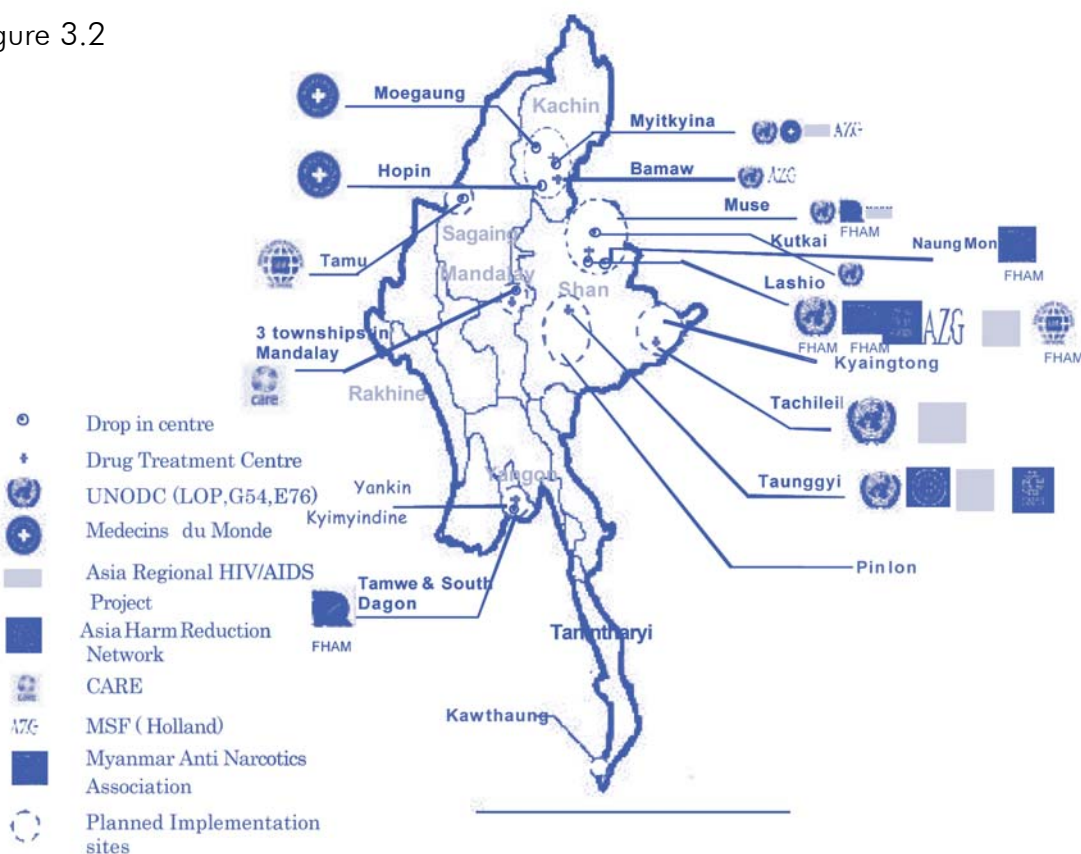 gure 3.2
Moegaung
Kachin
Myitkyina
AZG
Hopin
Bamaw
AZG
Muse
FHAM
Sagaing
Kutkai
Naung Mon
FHAM
Tamu
Mandalay
Shan
Lashio
AZG
FHAM
FHAM
FHAM
3 townships in
Mandalay
Kyaingtong
care
Rakhine
Tachileil
Drop in centre
Drug Treatment Centre
Yangon
Taunggyi
UNODC (LOP,G54,E76)
Yankin
Kyimyindine
Medecins du Monde
Asia Regional HIV/AIDS
Project
Tamwe & South
Dagon
FHAM
Pinlon
Asia Harm Reduction
Network
Tanintharyi
CARE
AZG
MSF ( Holland)
Kawthaung
Myanmar Anti Narcotics
Association
Planned Implementation
sites